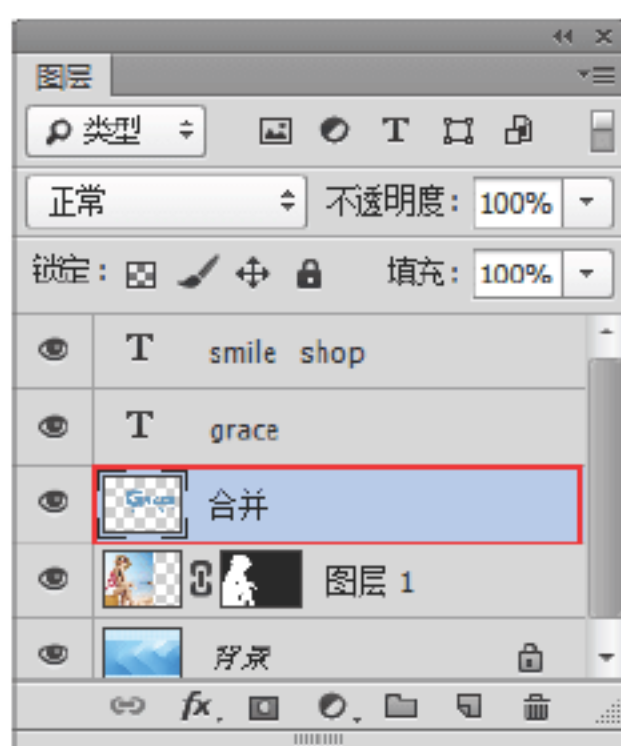 图层
类型
正常 不透明度: 100%
锁定: 填充: 100%
T smile shop
T grace
合并
图层 1
背景
fx.